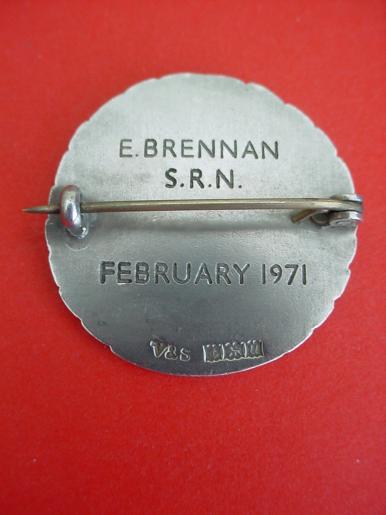 E. BRENNAN
S.R.N.
FEBRUARY 1971
V&S